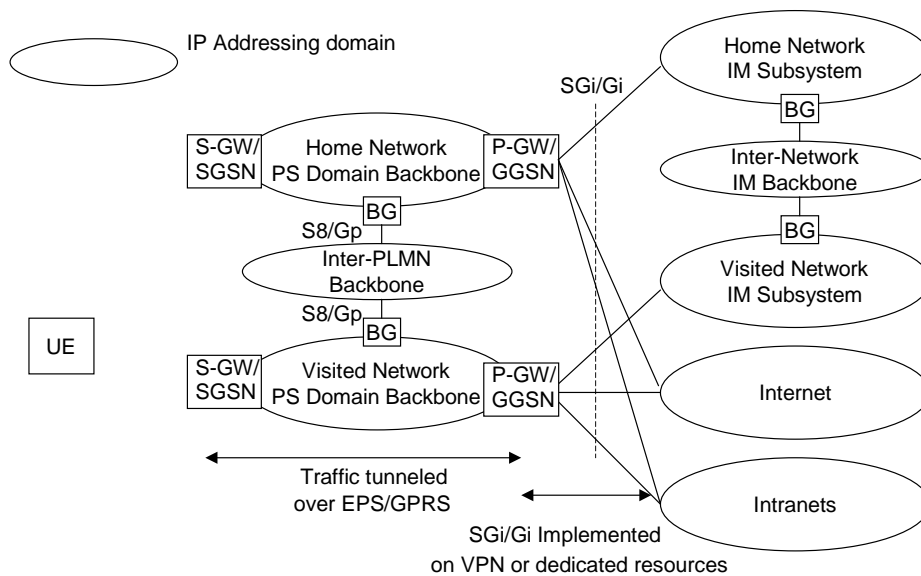 IP Addressing domain
Home Network
IM Subsystem
SGi/Gi
BG
S-GW/
SGSN
Home Network
PS Domain Backbone
P-GW/
GGSN
Inter-Network
IM Backbone
BG
S8/Gp
BG
Inter-PLMN
Backbone
Visited Network
IM Subsystem
S8/Gp
BG
UE
S-GW/
SGSN
Visited Network
PS Domain Backbone
P-GW/
GGSN
Internet
Traffic tunneled
over EPS/GPRS
Intranets
SGi/Gi Implemented
on VPN or dedicated resources